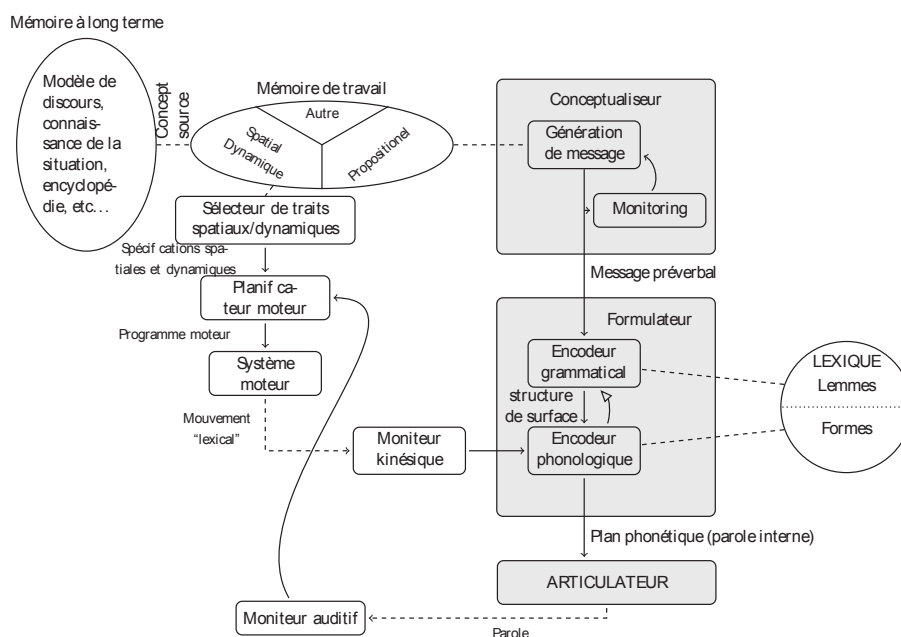 Mémoire à long terme
Modèle de
discours,
connais-
sance de la
situation,
encyclopé-
die, etc...
Concept
source
Mémoire de travail
Autre
Spatial
Dynamique
Propositionel
Conceptualiseur
Génération
de message
Monitoring
Sélecteur de traits
spatiaux/dynamiques
Spécif cations spa-
tiales et dynamiques
Message préverbal
Planif ca-
teur moteur
Programme moteur
Système
moteur
Formulateur
Encodeur
grammatical
structure
de surface
Encodeur
phonologique
LEXIQUE
Lemmes
Formes
Mouvement
“lexical”
Moniteur
kinésique
Plan phonétique (parole interne)
ARTICULATEUR
Moniteur auditif
Parole